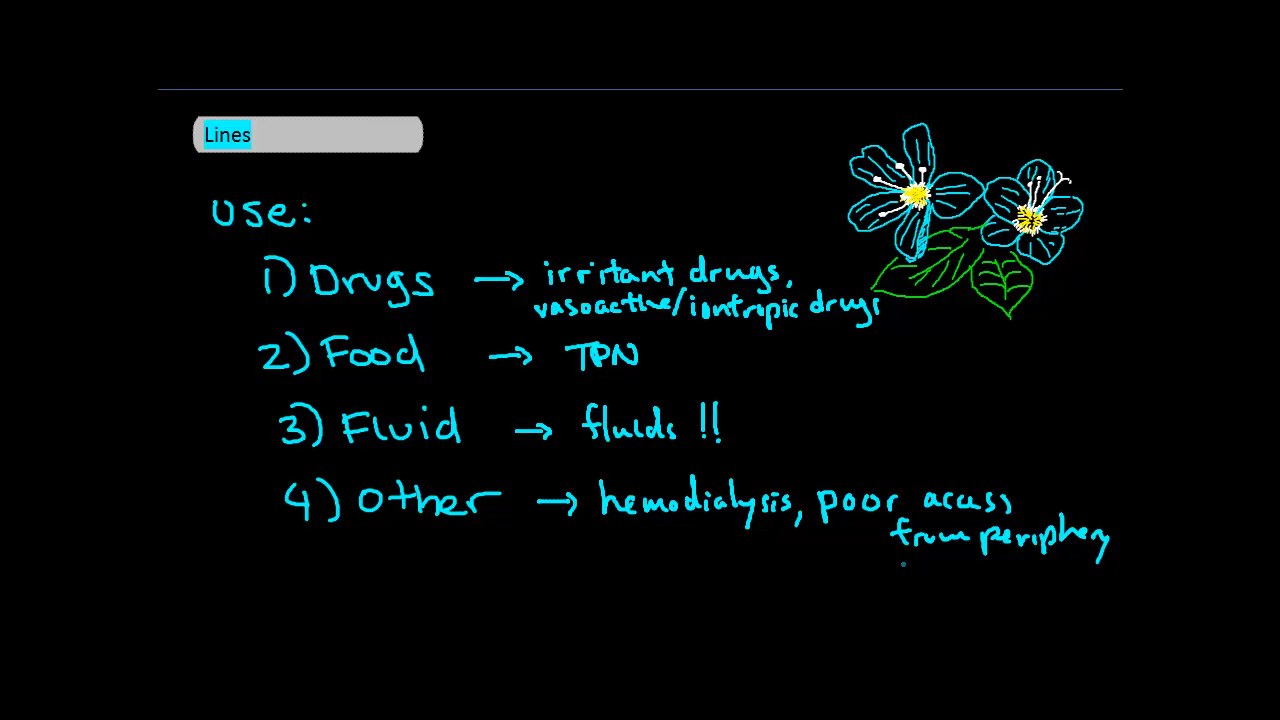 Lines
Use:
1) Drugs → irritant drugs,
vasoactive/iontropic drugs
2) Food → TPN
3) Fluid → fluids !!
4) Other → hemodialysis, poor acess
from periphery